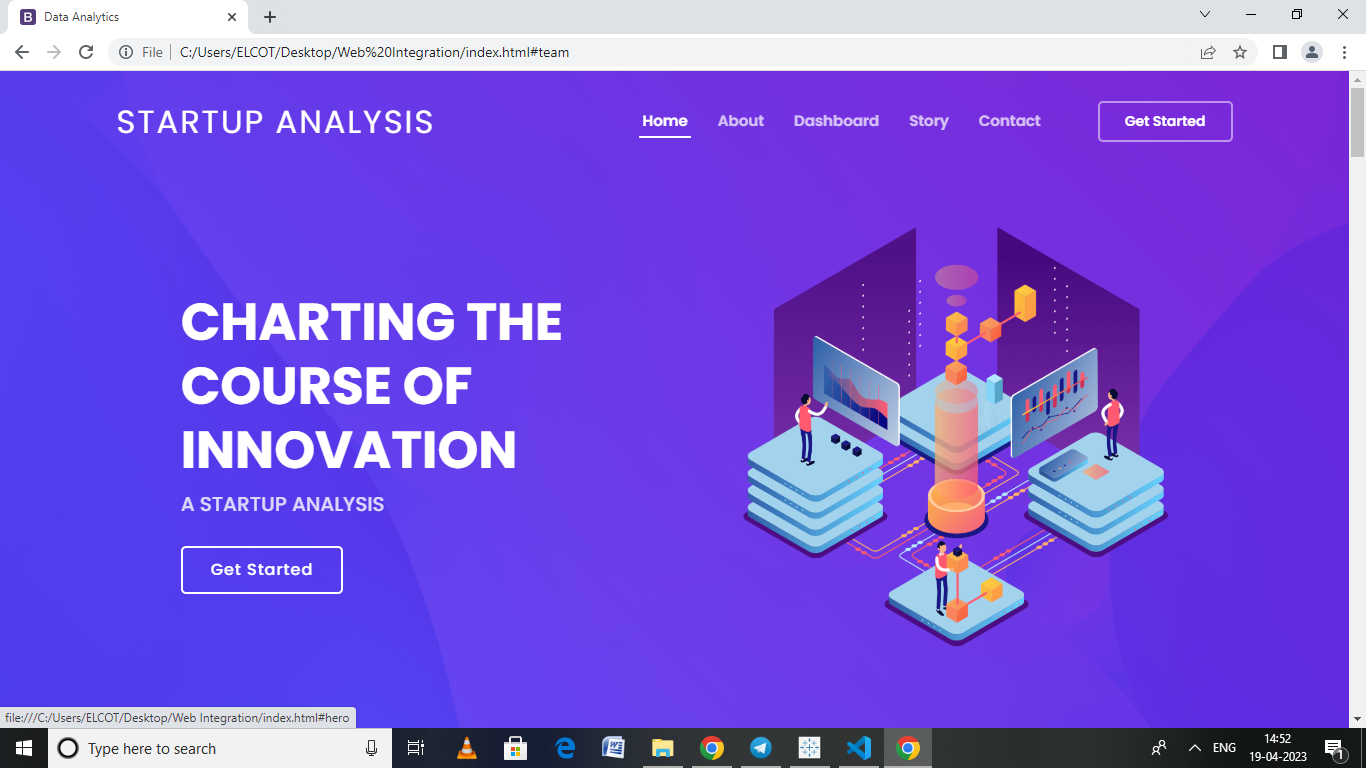 Data Analytics
File
C:/Users/ELCOT/Desktop/Web%20Integration/index.html#team
STARTUP ANALYSIS
Home
About
Dashboard
Story
Contact
Get Started
CHARTING THE
COURSE OF
INNOVATION
A STARTUP ANALYSIS
Get Started
file:///C:/Users/ELCOT/Desktop/Web Integration/index.html#hero
Type here to search
ENG
14:52
19-04-2023
1